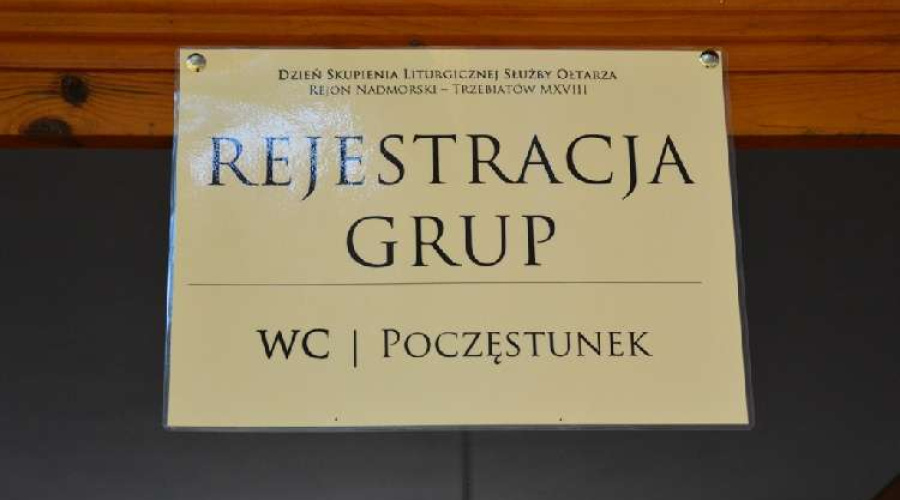 Dzień Skupienia Liturgicznej Służby Ołtarza
Rejon Nadmorski – Trzebiatów MXVIII
REJESTRACJA
GRUP
WC | Poczęstunek